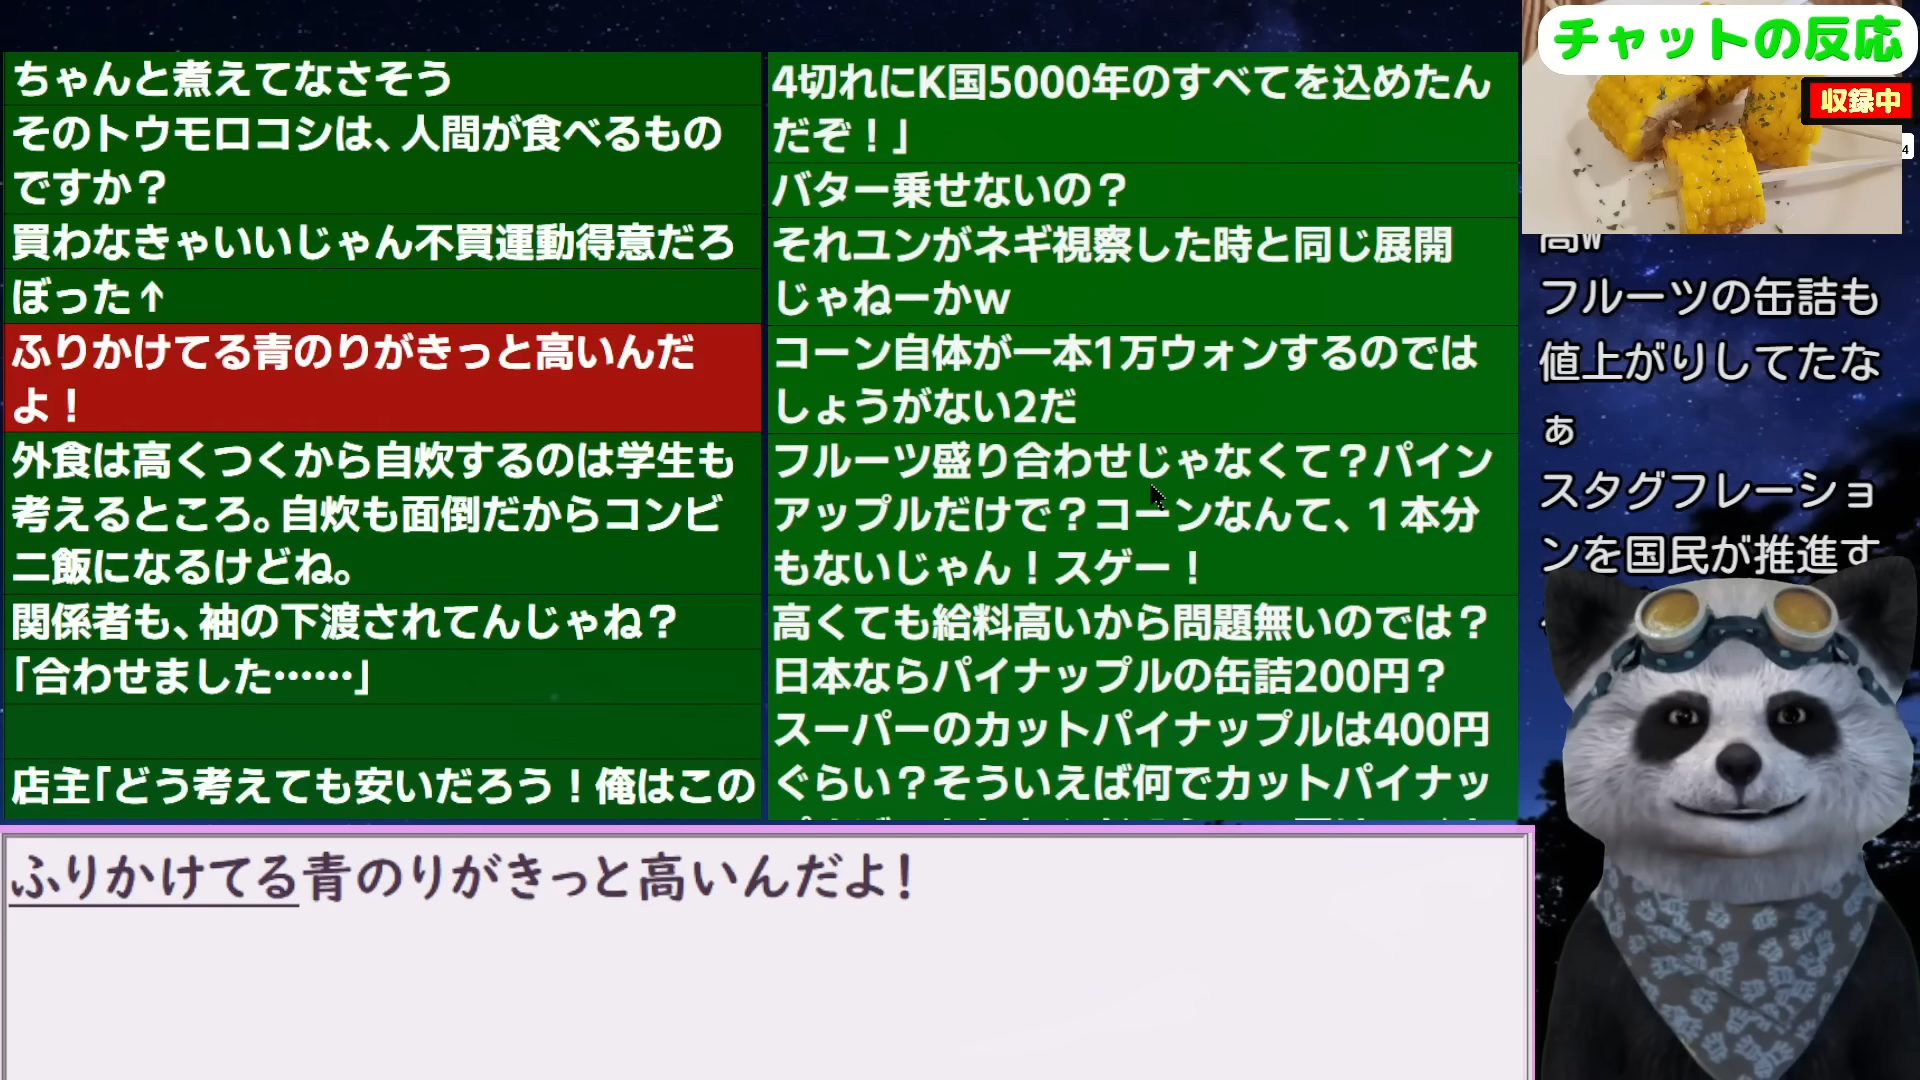 ちゃんと煮えてなさそう
そのトウモロコシは、人間が食べるもの
ですか？
買わなきゃいいじゃん不買運動得意だろ
ぼった↑
ふりかけてる青のりがきっと高いんだ
よ！
外食は高くつくから自炊するのは学生も
考えるところ。自炊も面倒だからコンビ
ニ飯になるけどね。
関係者も、袖の下渡されてんじゃね？
「合わせました……」
店主「どう考えても安いだろう！俺はこの
4切れにK国5000年のすべてを込めたん
だぞ！」
バター乗せないの？
それユンがネギ視察した時と同じ展開
じゃねーかw
コーン自体が一本1万ウォンするのでは
しょうがない2だ
フルーツ盛り合わせじゃなくて？パイン
アップルだけで？コーンなんて、１本分
もないじゃん！スゲー！
高くても給料高いから問題無いのでは？
日本ならパイナップルの缶詰200円？
スーパーのカットパイナップルは400円
ぐらい？そういえば何でカットパイナッ
チャットの反応
収録中
4
高w
フルーツの缶詰も
値上がりしてたな
ぁ
スタグフレーショ
ンを国民が推進す
ふりかけてる青のりがきっと高いんだよ！